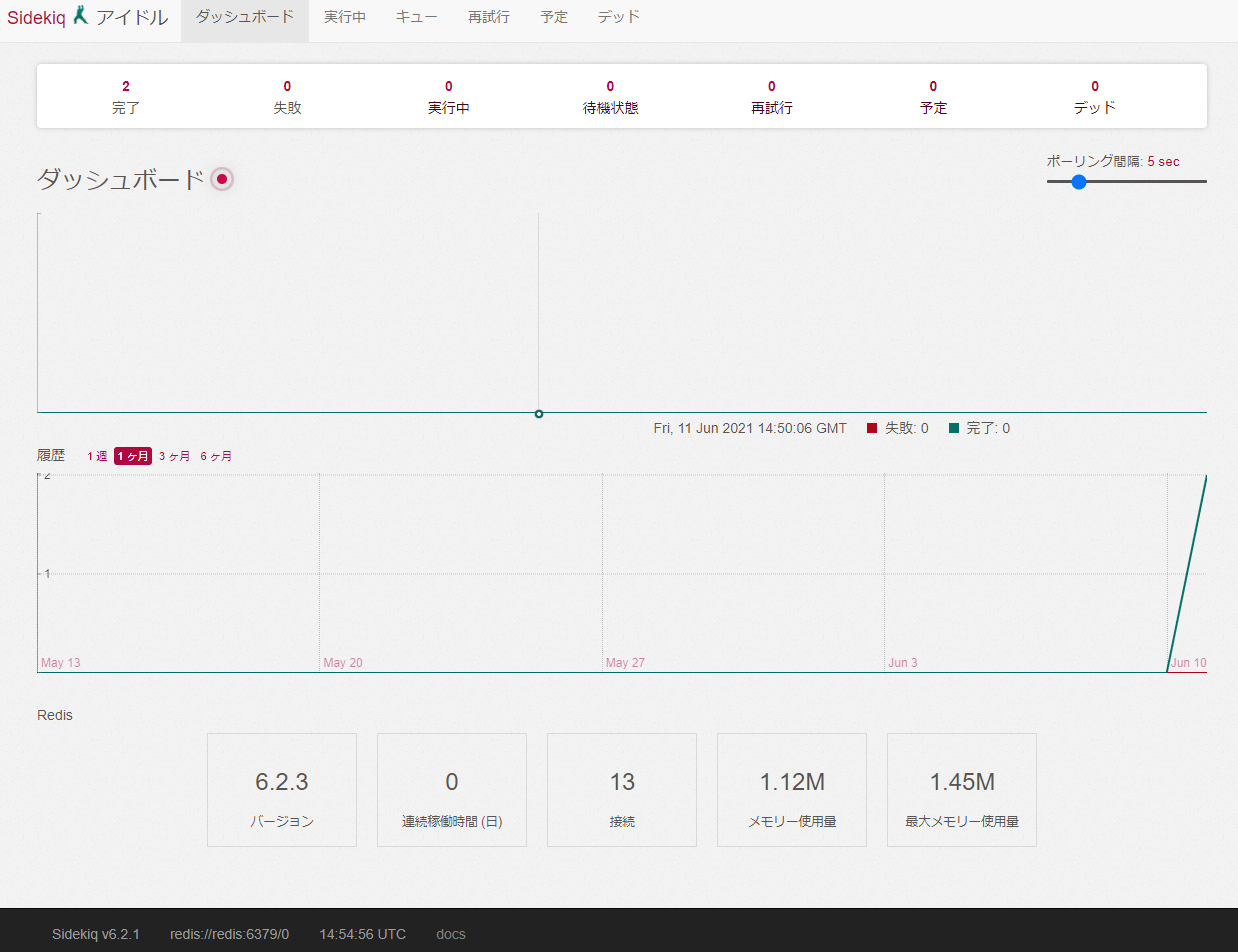 Sidekiq アイドル ダッシュボード 実行中 キュー 再試行 予定 デッド
2 0 0 0 0 0 0
完了 失敗 実行中 待機状態 再試行 予定 デッド
ポーリング間隔: 5 sec
ダッシュボード
Fri, 11 Jun 2021 14:50:06 GMT 失敗: 0 完了: 0
履歴 1 週 1 ヶ月 3 ヶ月 6 ヶ月
2
1
May 13 May 20 May 27 Jun 3 Jun 10
Redis
6.2.3 0 13 1.12M 1.45M
バージョン 連続稼働時間 (日) 接続 メモリー使用量 最大メモリー使用量
Sidekiq v6.2.1 redis://redis:6379/0 14:54:56 UTC docs